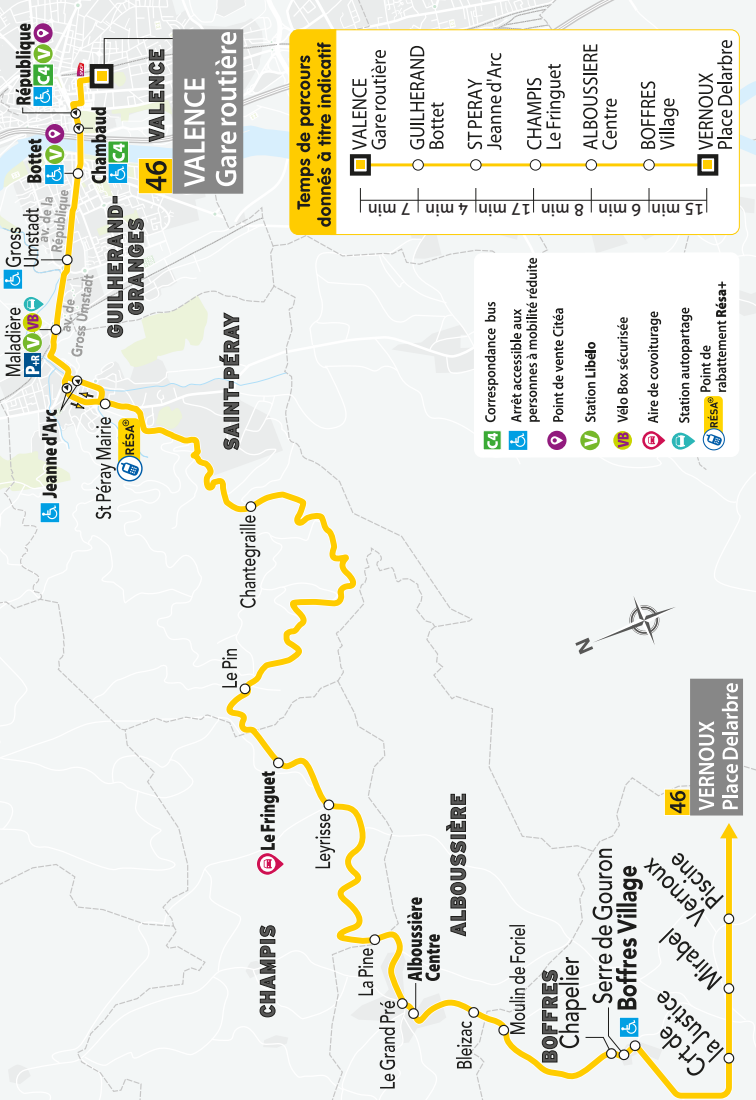 République
C4 V
SNCF
Bottet
V
Chambaud
C4
46 VALENCE
VALENCE
Gare routière
Gross
Umstadt
av. de la
République
GUILHERAND-
GRANGES
Maladière
P+R V VB
av. de
Gross Umstadt
Jeanne d'Arc
St Péray Mairie
RÉSA®
SAINT-PÉRAY
Chantegraille
Le Pin
Le Fringuet
Leyrisse
CHAMPIS
La Pine
Le Grand Pré
Alboussière
Centre
ALBOUSSIÈRE
Bleizac
Moulin de Foriel
BOFFRES
Chapelier
Serre de Gouron
Boffres Village
Crt de
la Justice
Mirabel
Vernoux
Piscine
46
VERNOUX
Place Delarbre
N
Temps de parcours
donnés à titre indicatif
VALENCE
Gare routière
7 min
GUILHERAND
Bottet
4 min
ST PERAY
Jeanne d'Arc
17 min
CHAMPIS
Le Fringuet
8 min
ALBOUSSIERE
Centre
6 min
BOFFRES
Village
15 min
VERNOUX
Place Delarbre
C4 Correspondance bus
Arrêt accessible aux
personnes à mobilité réduite
Point de vente Citéa
V Station Libélo
VB Vélo Box sécurisée
Aire de covoiturage
Station autopartage
RÉSA® Point de
rabattement Résa+